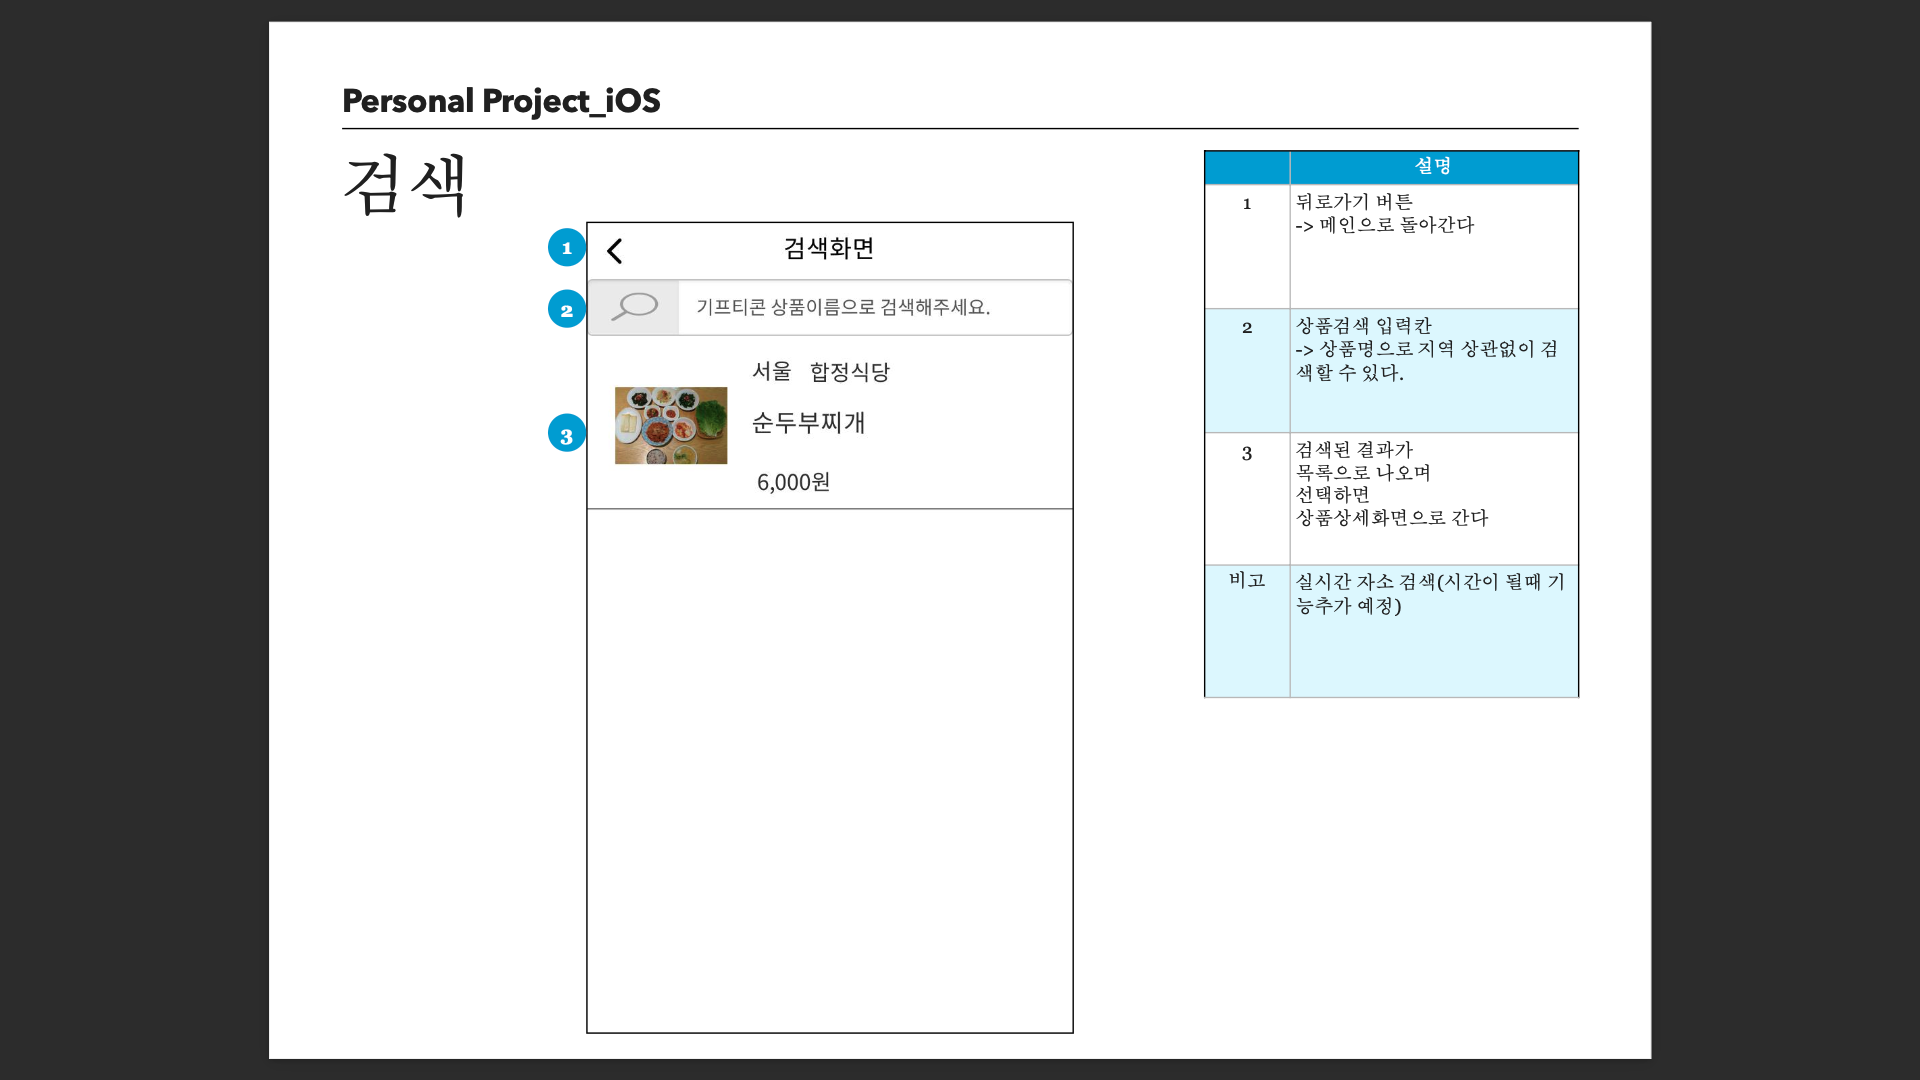 Personal Project_iOS
검색
1
검색화면
2
기프티콘 상품이름으로 검색해주세요.
3
서울 합정식당
순두부찌개
6,000원
설명
1
뒤로가기 버튼
-> 메인으로 돌아간다
2
상품검색 입력칸
-> 상품명으로 지역 상관없이 검
색할 수 있다.
3
검색된 결과가
목록으로 나오며
선택하면
상품상세화면으로 간다
비고
실시간 자소 검색(시간이 될때 기
능추가 예정)